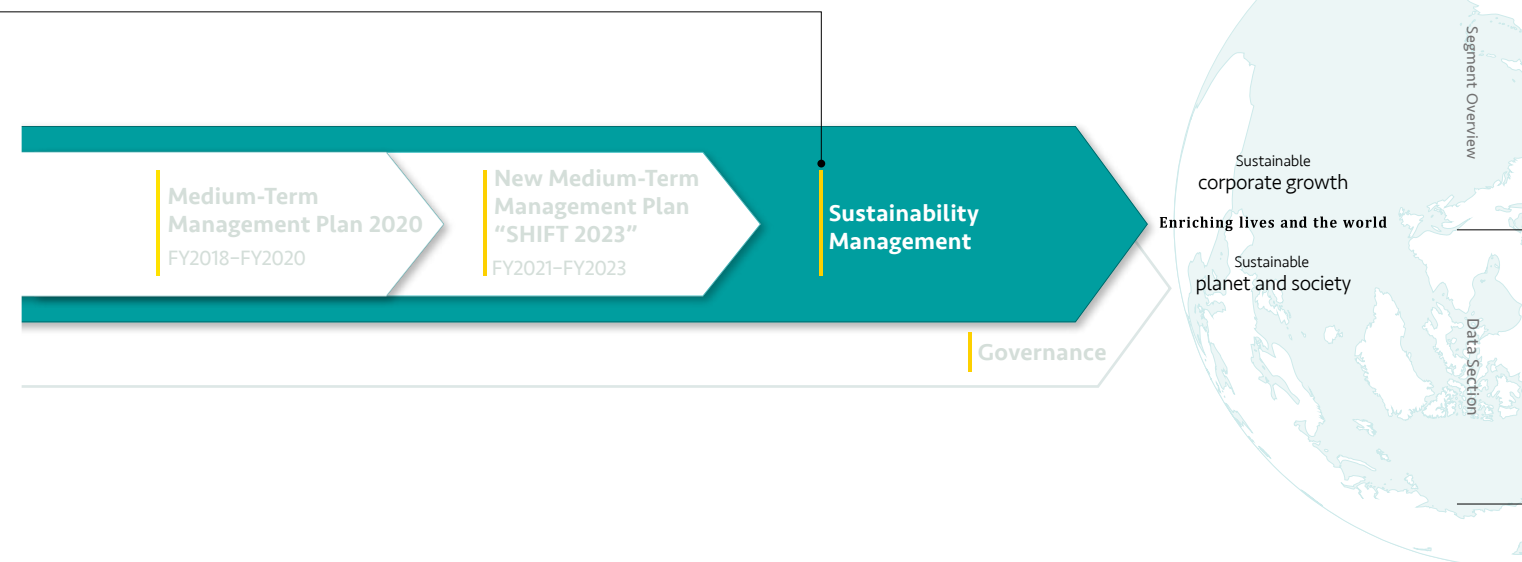 Medium-Term
Management Plan 2020
FY2018–FY2020
New Medium-Term
Management Plan
“SHIFT 2023”
FY2021–FY2023
Sustainability
Management
Governance
Sustainable
corporate growth
Enriching lives and the world
Sustainable
planet and society
Segment Overview
Data Section